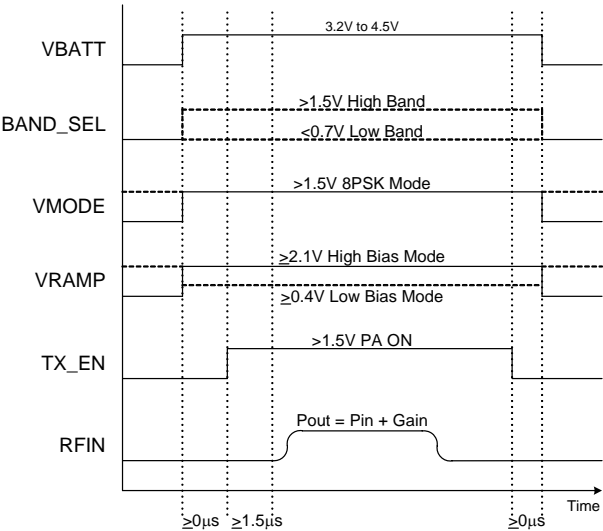 3.2V to 4.5V
VBATT
>1.5V High Band
BAND_SEL
<0.7V Low Band
>1.5V 8PSK Mode
VMODE
≥2.1V High Bias Mode
VRAMP
≥0.4V Low Bias Mode
>1.5V PA ON
TX_EN
Pout = Pin + Gain
RFIN
Time
≥0μs ≥1.5μs ≥0μs